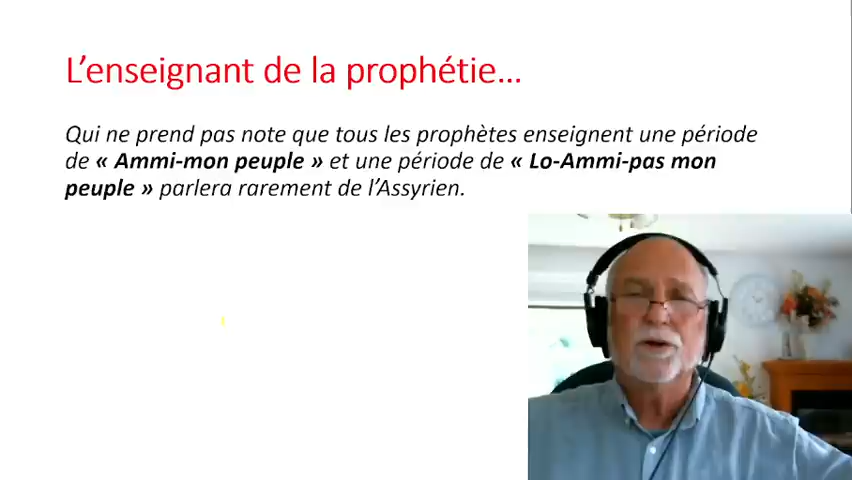 L’enseignant de la prophétie…
Qui ne prend pas note que tous les prophètes enseignent une période
de « Ammi-mon peuple » et une période de « Lo-Ammi-pas mon
peuple » parlera rarement de l’Assyrien.